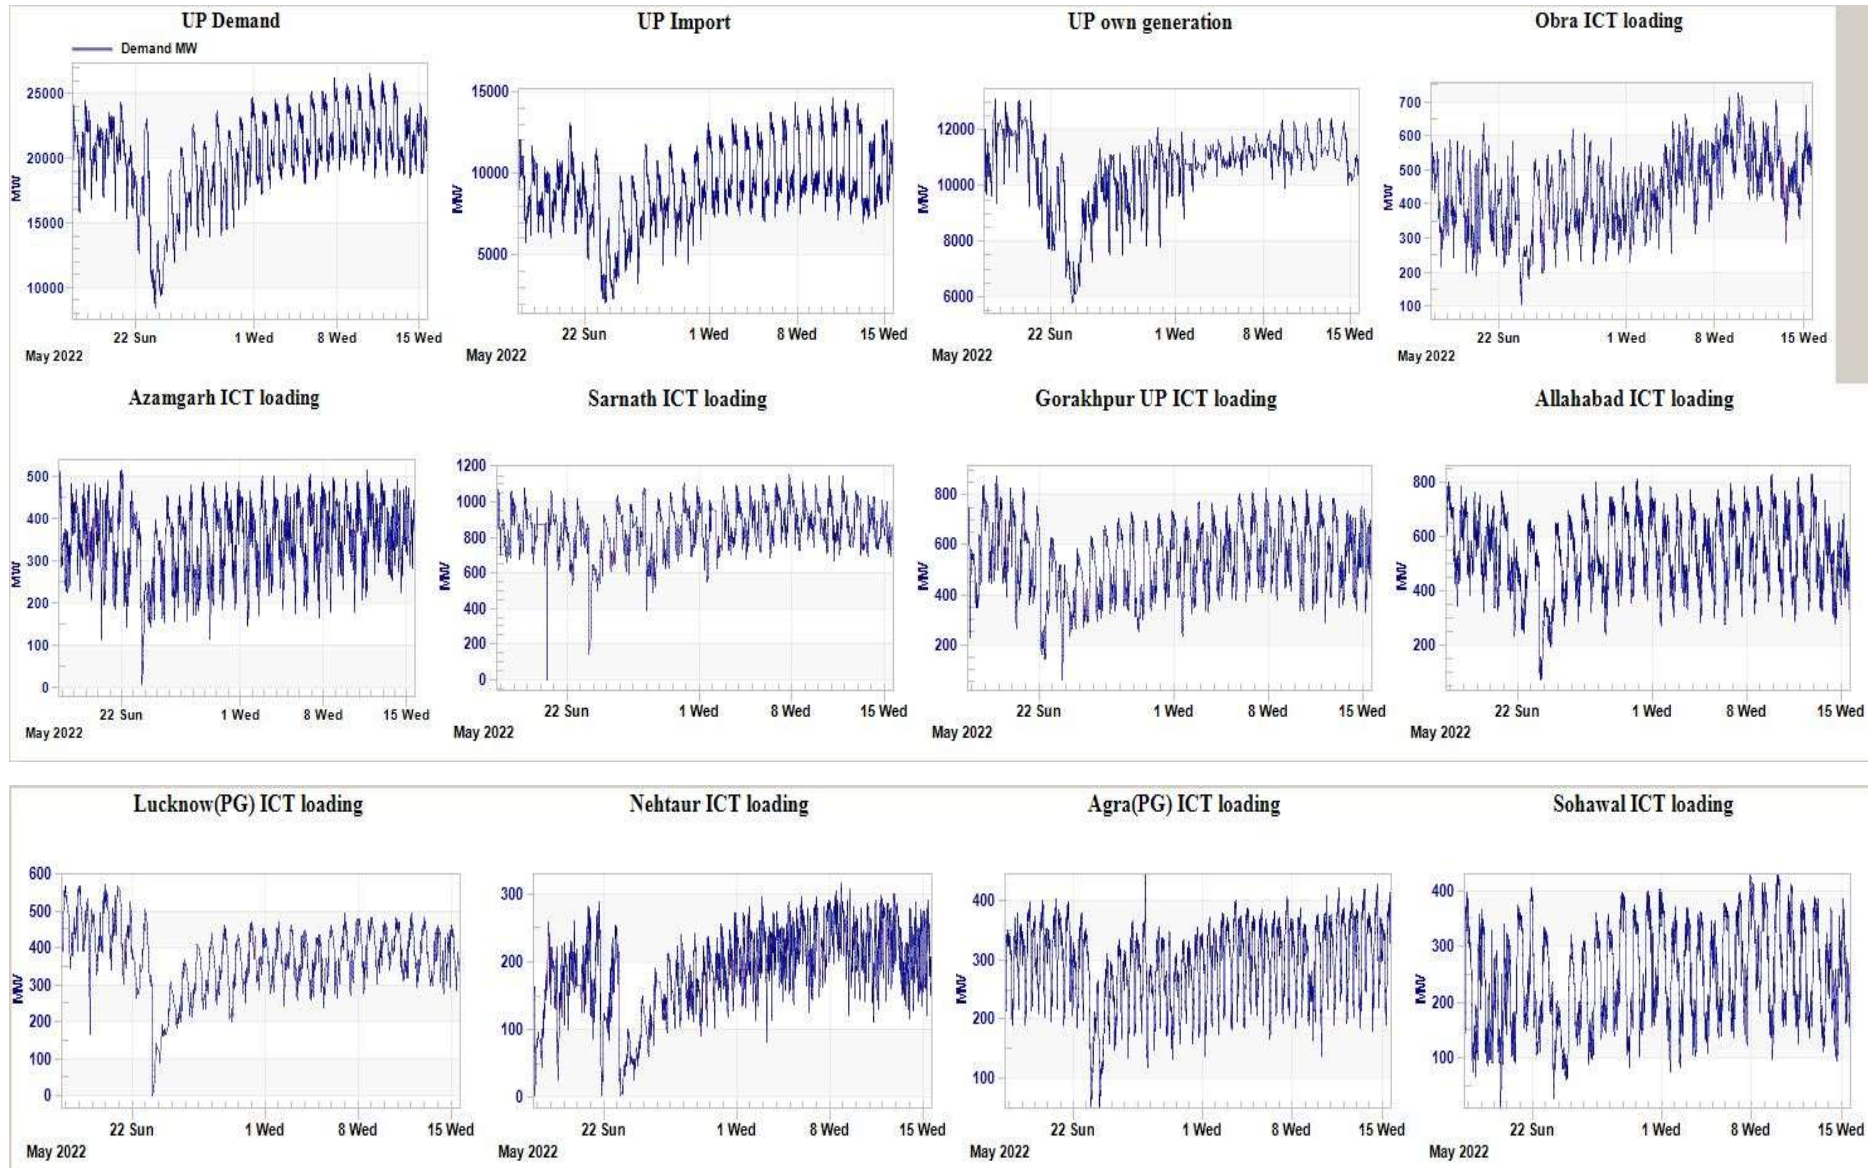 UP Demand
Demand MW
25000
20000
15000
10000
MW
22 Sun 1 Wed 8 Wed 15 Wed
May 2022
UP Import
15000
10000
5000
MW
22 Sun 1 Wed 8 Wed 15 Wed
May 2022
UP own generation
12000
10000
8000
6000
MW
22 Sun 1 Wed 8 Wed 15 Wed
May 2022
Obra ICT loading
700
600
500
400
300
200
100
MW
22 Sun 1 Wed 8 Wed 15 Wed
May 2022
Azamgarh ICT loading
500
400
300
200
100
0
MW
22 Sun 1 Wed 8 Wed 15 Wed
May 2022
Sarnath ICT loading
1200
1000
800
600
400
200
0
MW
22 Sun 1 Wed 8 Wed 15 Wed
May 2022
Gorakhpur UP ICT loading
800
600
400
200
MW
22 Sun 1 Wed 8 Wed 15 Wed
May 2022
Allahabad ICT loading
800
600
400
200
MW
22 Sun 1 Wed 8 Wed 15 Wed
May 2022
Lucknow(PG) ICT loading
600
500
400
300
200
100
0
MW
22 Sun 1 Wed 8 Wed 15 Wed
May 2022
Nehtaur ICT loading
300
200
100
0
MW
22 Sun 1 Wed 8 Wed 15 Wed
May 2022
Agra(PG) ICT loading
400
300
200
100
MW
22 Sun 1 Wed 8 Wed 15 Wed
May 2022
Sohawal ICT loading
400
300
200
100
MW
22 Sun 1 Wed 8 Wed 15 Wed
May 2022